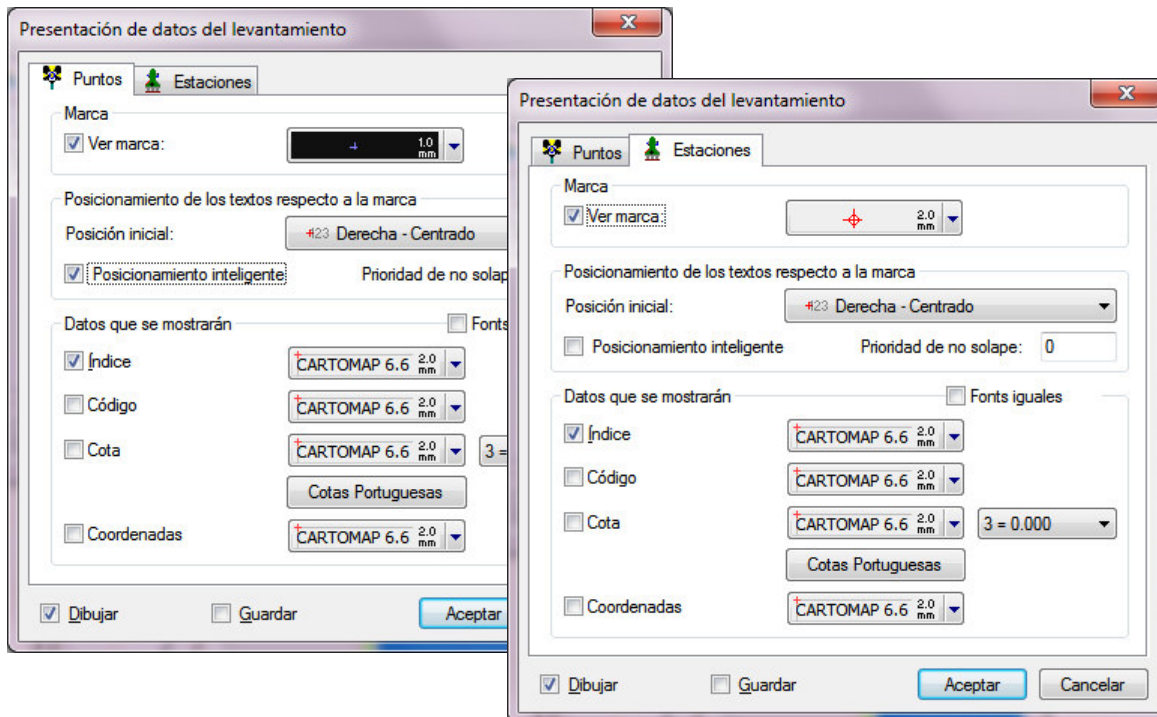 Presentación de datos del levantamiento
Puntos
Estaciones
Marca
Ver marca:
1.0 mm
Posicionamiento de los textos respecto a la marca
Posición inicial:
123 Derecha - Centrado
Posicionamiento inteligente
Prioridad de no solap
Datos que se mostrarán
Fonts
Índice
CARTOMAP 6.6 2.0 mm
Código
CARTOMAP 6.6 2.0 mm
Cota
CARTOMAP 6.6 2.0 mm
3 =
Cotas Portuguesas
Coordenadas
CARTOMAP 6.6 2.0 mm
Dibujar
Guardar
Aceptar
Presentación de datos del levantamiento
Puntos
Estaciones
Marca
Ver marca:
2.0 mm
Posicionamiento de los textos respecto a la marca
Posición inicial:
123 Derecha - Centrado
Posicionamiento inteligente
Prioridad de no solape:
0
Datos que se mostrarán
Fonts iguales
Índice
CARTOMAP 6.6 2.0 mm
Código
CARTOMAP 6.6 2.0 mm
Cota
CARTOMAP 6.6 2.0 mm
3 = 0.000
Cotas Portuguesas
Coordenadas
CARTOMAP 6.6 2.0 mm
Dibujar
Guardar
Aceptar
Cancelar